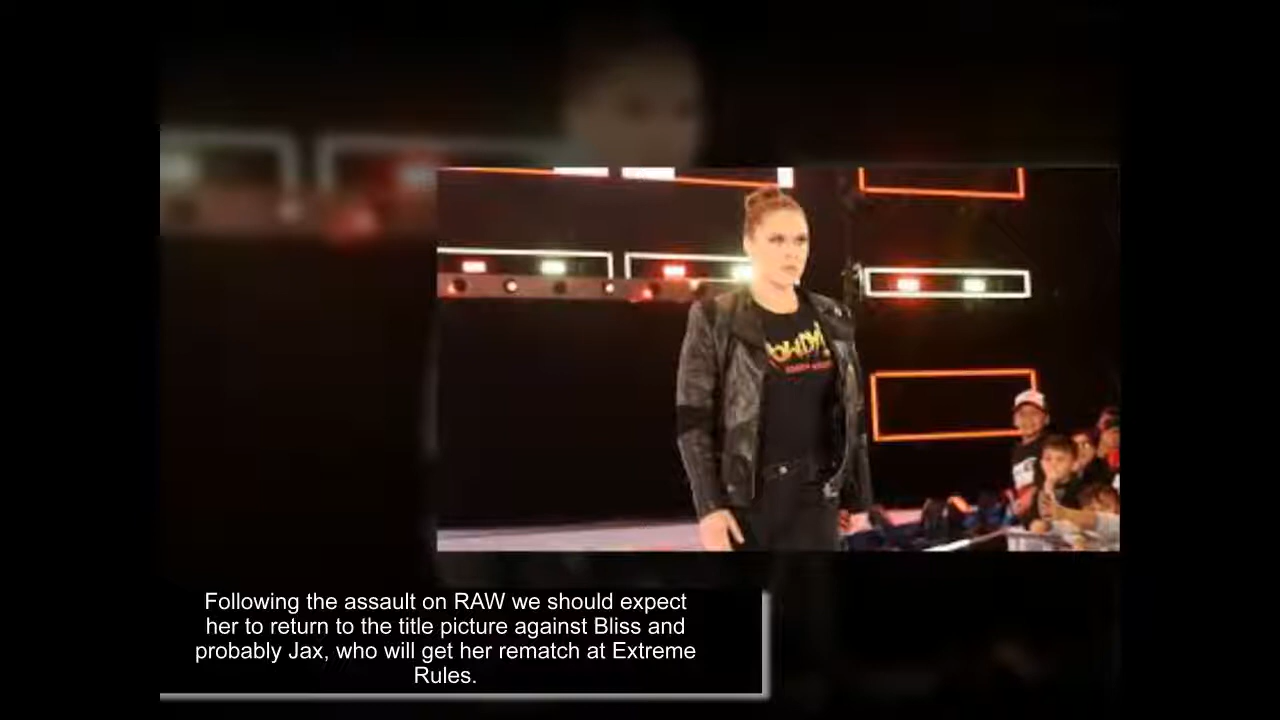 Following the assault on RAW we should expect
her to return to the title picture against Bliss and
probably Jax, who will get her rematch at Extreme
Rules.